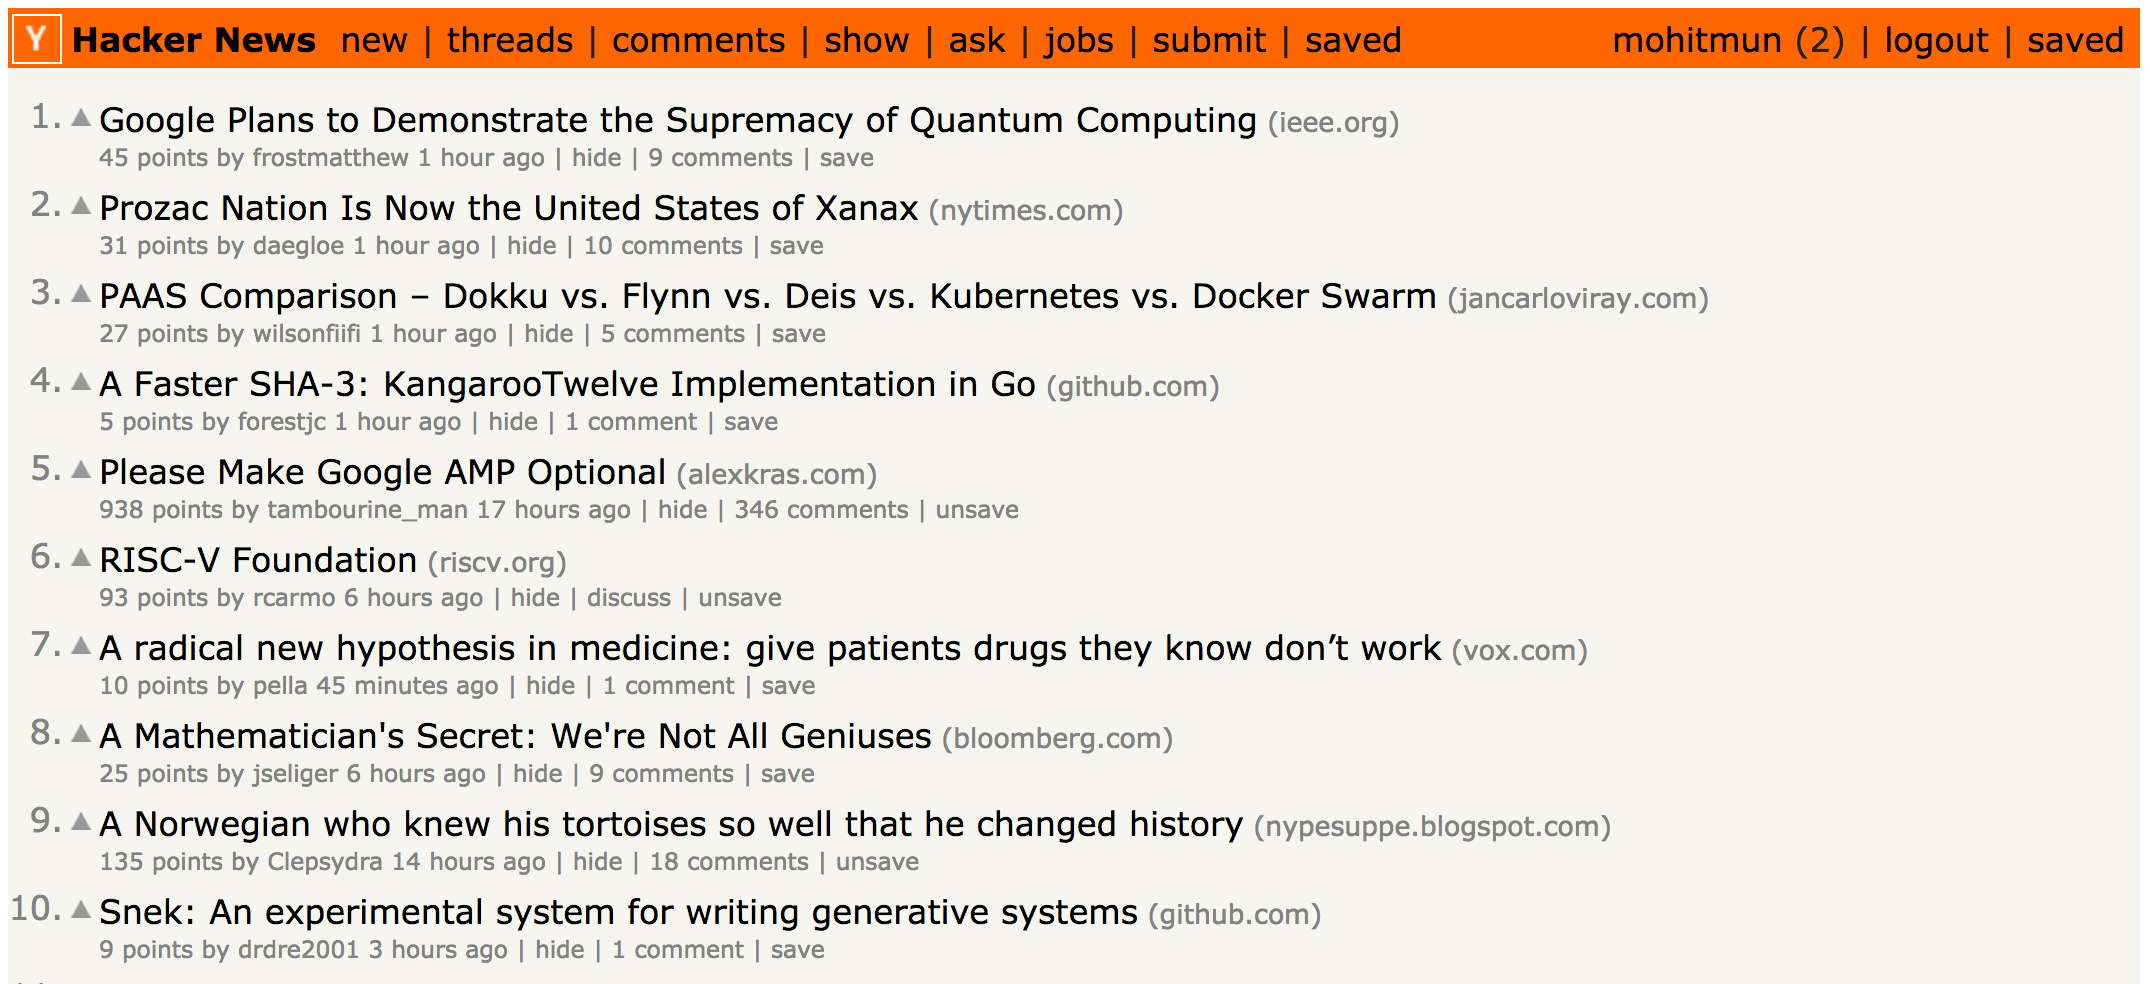 Y Hacker News new | threads | comments | show | ask | jobs | submit | saved mohitmun (2) | logout | saved
1. Google Plans to Demonstrate the Supremacy of Quantum Computing (ieee.org)
45 points by frostmatthew 1 hour ago | hide | 9 comments | save
2. Prozac Nation Is Now the United States of Xanax (nytimes.com)
31 points by daegloe 1 hour ago | hide | 10 comments | save
3. PAAS Comparison – Dokku vs. Flynn vs. Deis vs. Kubernetes vs. Docker Swarm (jancarloviray.com)
27 points by wilsonfiifi 1 hour ago | hide | 5 comments | save
4. A Faster SHA-3: KangarooTwelve Implementation in Go (github.com)
5 points by forestjc 1 hour ago | hide | 1 comment | save
5. Please Make Google AMP Optional (alexkras.com)
938 points by tambourine_man 17 hours ago | hide | 346 comments | unsave
6. RISC-V Foundation (riscv.org)
93 points by rcarmo 6 hours ago | hide | discuss | unsave
7. A radical new hypothesis in medicine: give patients drugs they know don’t work (vox.com)
10 points by pella 45 minutes ago | hide | 1 comment | save
8. A Mathematician's Secret: We're Not All Geniuses (bloomberg.com)
25 points by jseliger 6 hours ago | hide | 9 comments | save
9. A Norwegian who knew his tortoises so well that he changed history (nypesuppe.blogspot.com)
135 points by Clepsydra 14 hours ago | hide | 18 comments | unsave
10. Snek: An experimental system for writing generative systems (github.com)
9 points by drdre2001 3 hours ago | hide | 1 comment | save